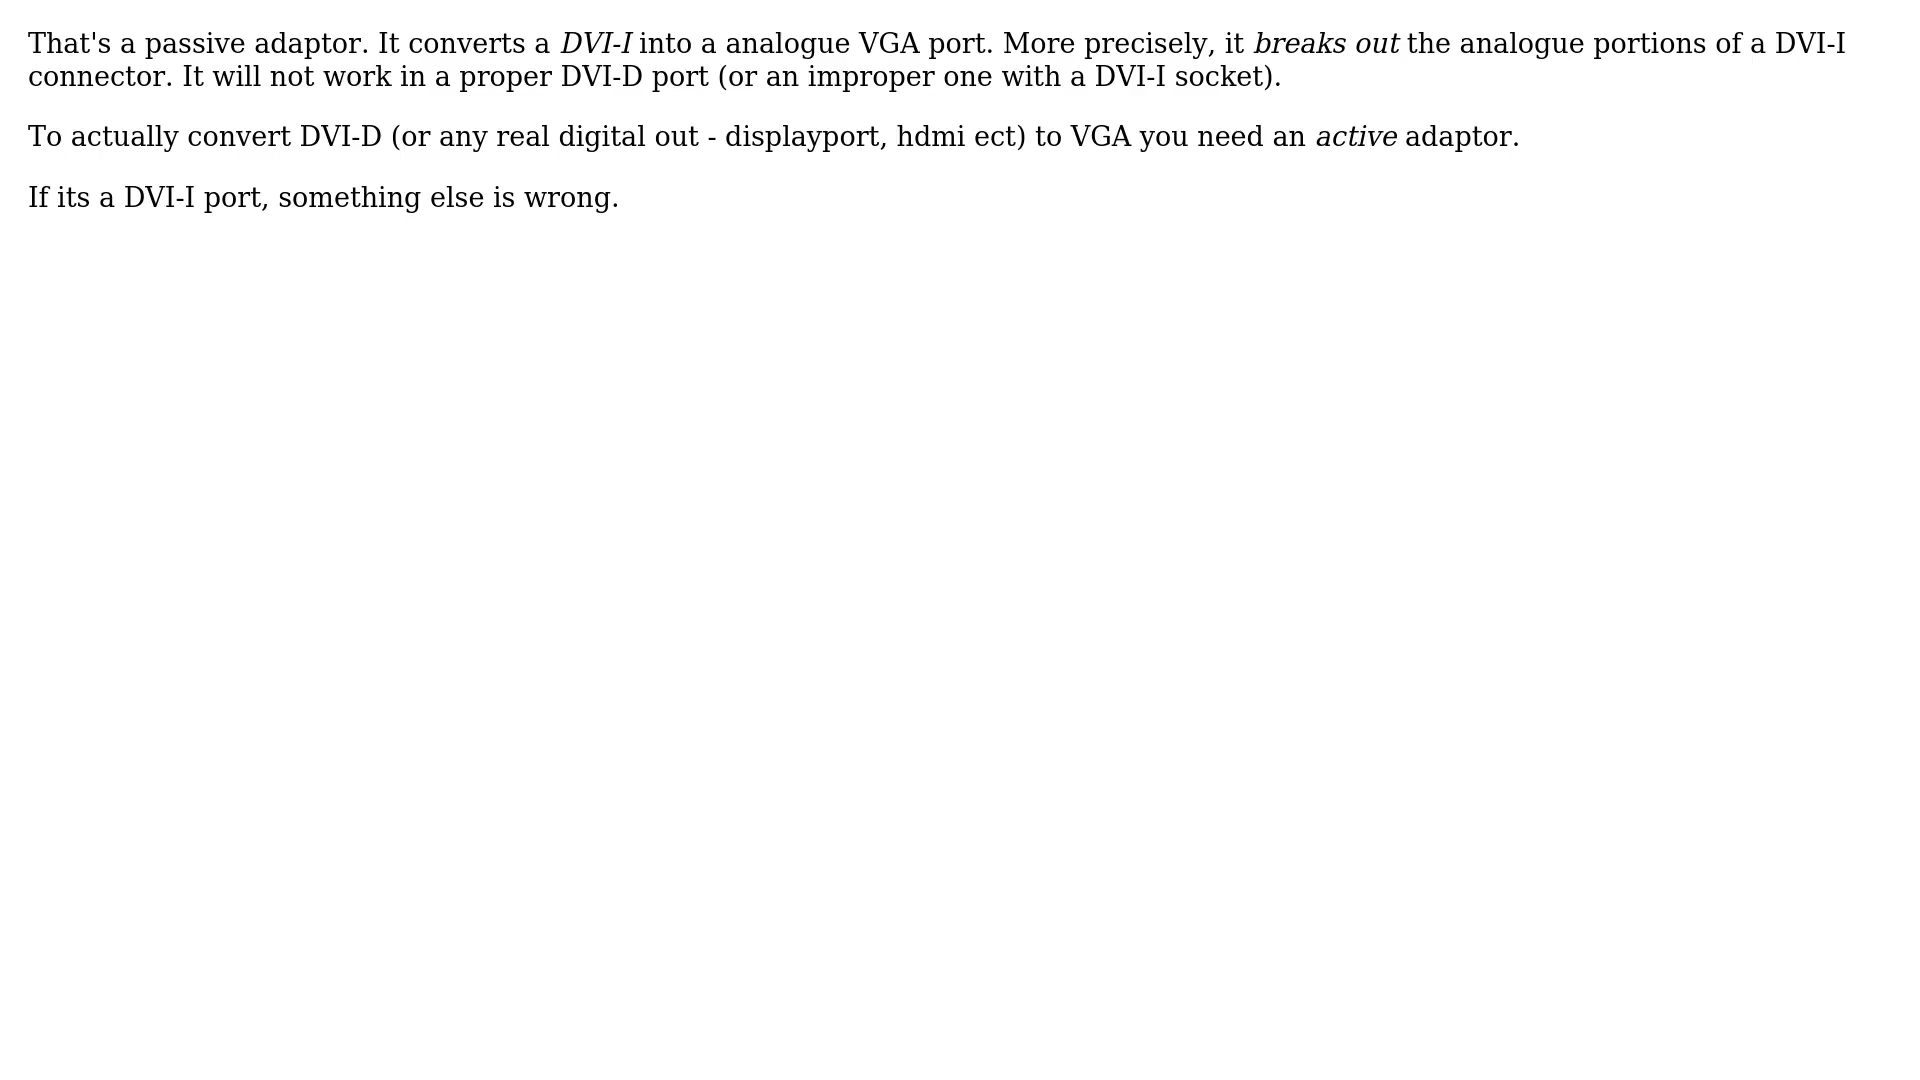 That's a passive adaptor. It converts a DVI-I into a analogue VGA port. More precisely, it breaks out the analogue portions of a DVI-I
connector. It will not work in a proper DVI-D port (or an improper one with a DVI-I socket).
To actually convert DVI-D (or any real digital out - displayport, hdmi ect) to VGA you need an active adaptor.
If its a DVI-I port, something else is wrong.